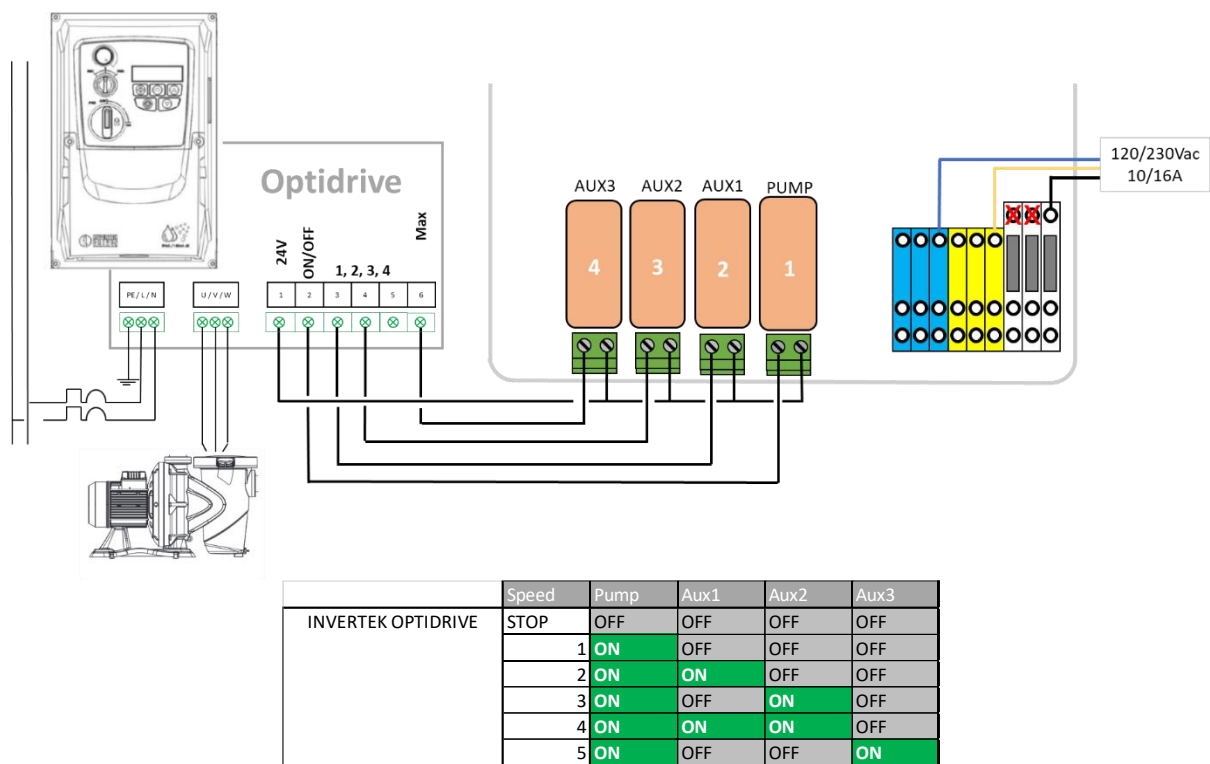 120/230Vac
10/16A
Optidrive
AUX3 AUX2 AUX1 PUMP
24V
ON/OFF
1, 2, 3, 4
Max
4 3 2 1
PE / L / N
U / V / W
1 2 3 4 5 6
Speed Pump Aux1 Aux2 Aux3
INVERTEK OPTIDRIVE STOP OFF OFF OFF OFF
1 ON OFF OFF OFF
2 ON ON OFF OFF
3 ON OFF ON OFF
4 ON ON ON OFF
5 ON OFF OFF ON